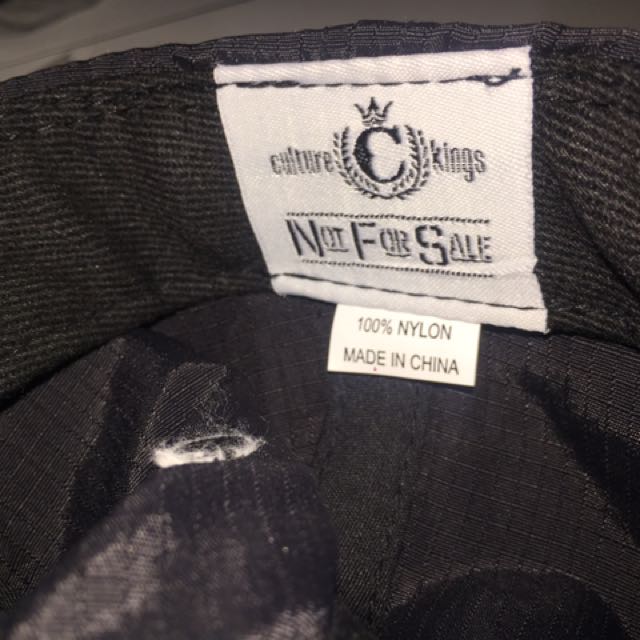 C
culture kings
NOT FOR SALE
100% NYLON
MADE IN CHINA